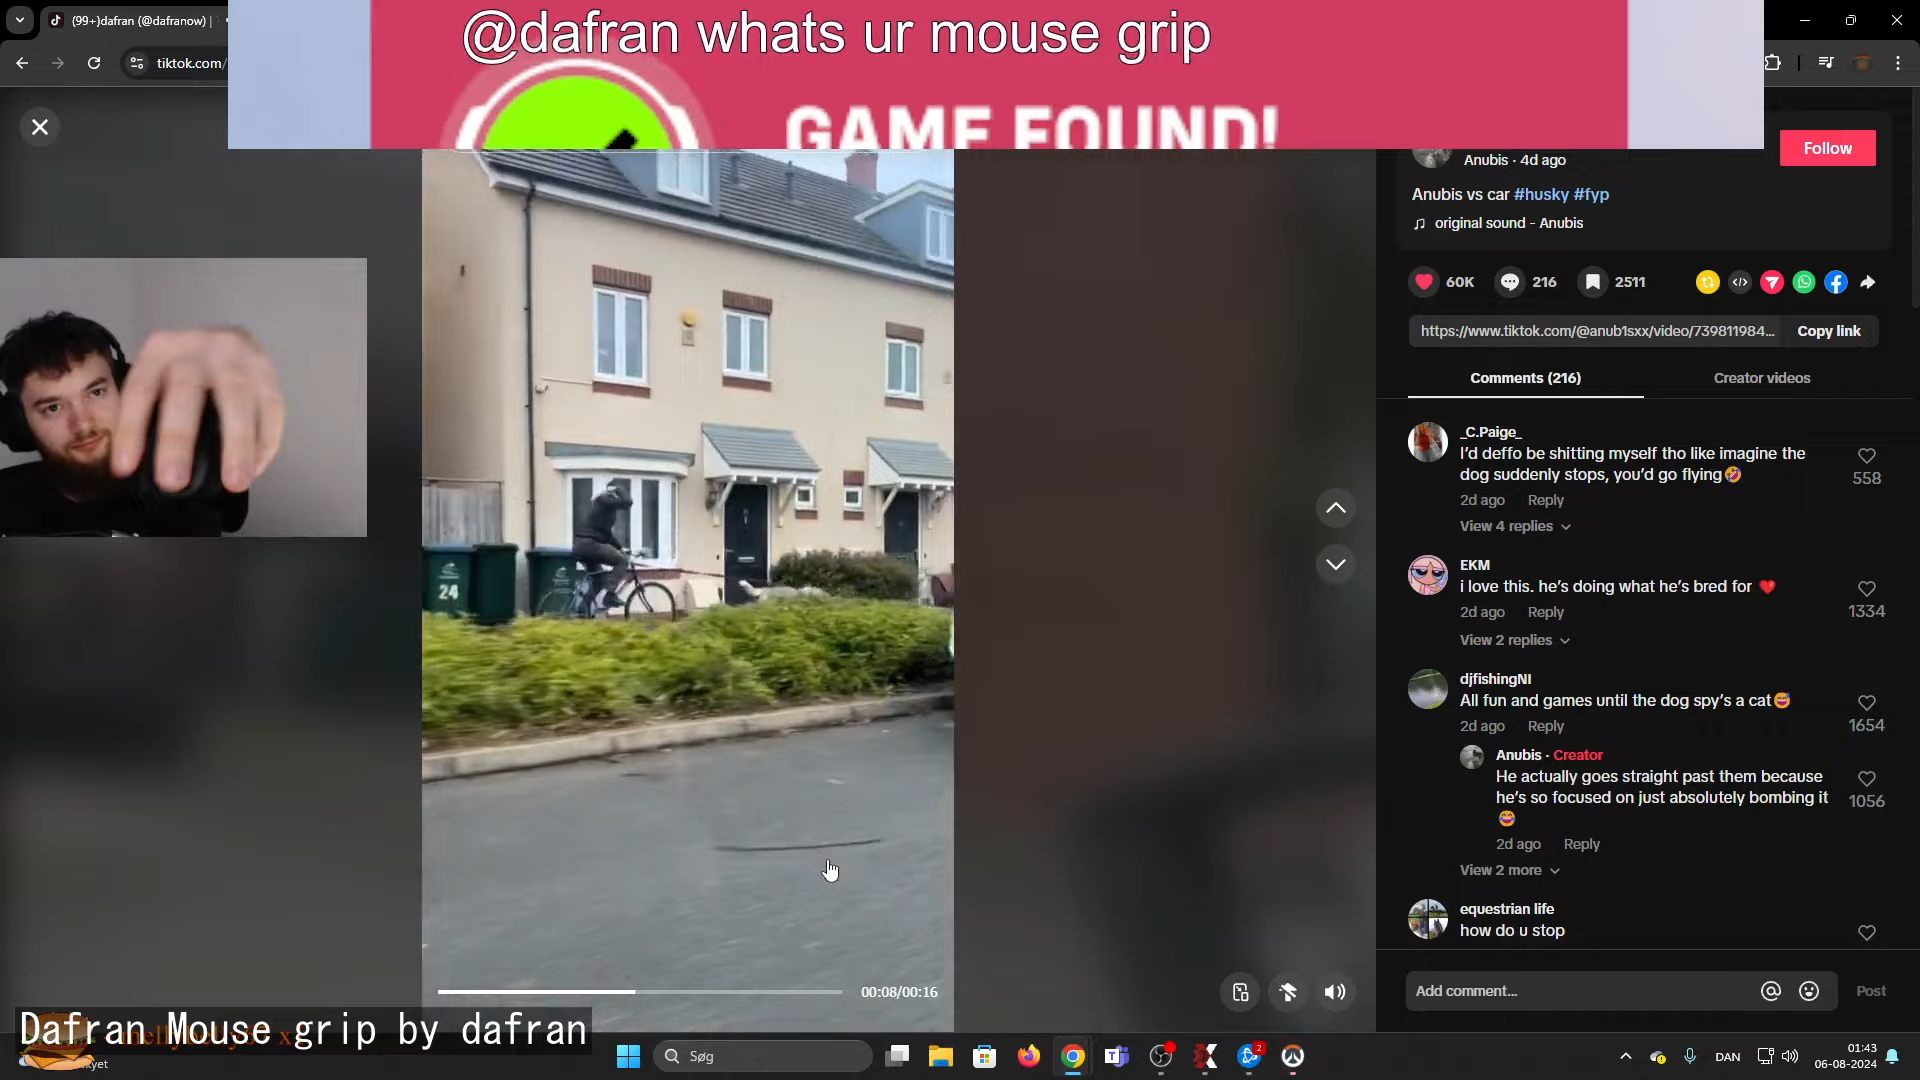 (99+)dafran (@dafranow) |
tiktok.com/
@dafran whats ur mouse grip
GAME FOUND!
Follow
Anubis · 4d ago
Anubis vs car #husky #fyp
original sound - Anubis
60K
216
2511
https://www.tiktok.com/@anub1sxx/video/739811984...
Copy link
Comments (216)
Creator videos
_C.Paige_
I'd deffo be shitting myself tho like imagine the
dog suddenly stops, you'd go flying🤣
558
2d ago Reply
View 4 replies
EKM
i love this. he's doing what he's bred for ❤️
1334
2d ago Reply
View 2 replies
djfishingNI
All fun and games until the dog spy's a cat😅
1654
2d ago Reply
Anubis · Creator
He actually goes straight past them because
he's so focused on just absolutely bombing it
😂
1056
2d ago Reply
View 2 more
equestrian life
how do u stop
Add comment...
Post
24
00:08/00:16
Dafran Mouse grip by dafran
Søg
2
DAN
01:43
06-08-2024